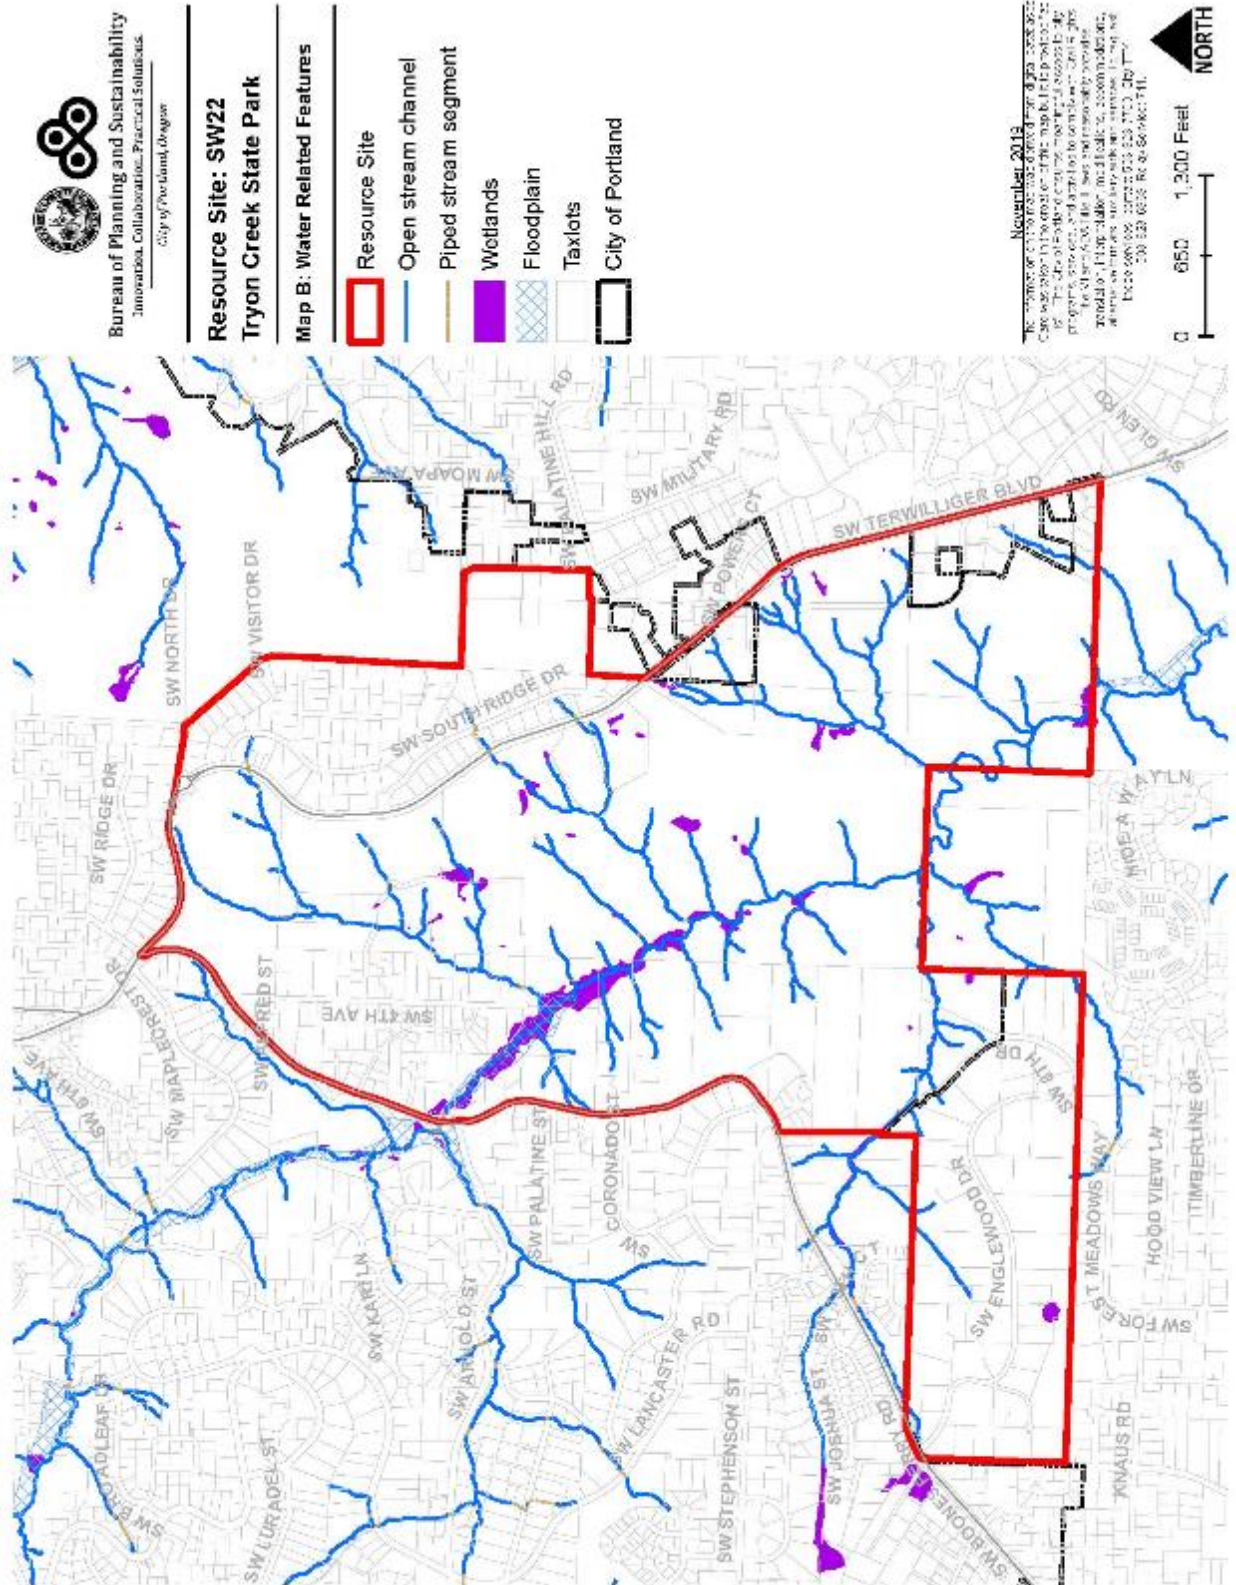 Bureau of Planning and Sustainability
Innovation. Collaboration. Practical Solutions.
City of Portland, Oregon
Resource Site: SW22
Tryon Creek State Park
Map B: Water Related Features
Resource Site
Open stream channel
Piped stream segment
Wetlands
Floodplain
Taxlots
City of Portland
November 2019
0 650 1,300 Feet
NORTH
SW NORTH DR
SW VISITOR DR
SW MOAPA AVE
SW PALATINE HILL RD
SW MILITARY RD
SW TERWILLIGER BLVD
SW GLEN RD
SW POWERS CT
SW SOUTH RIDGE DR
SW RIDGE DR
SW MAPLECREST DR
SW 6TH AVE
SW 4TH AVE
SW PALATINE ST
SW CORONADO ST
SW KARI LN
SW ARNOLD ST
SW LANCASTER RD
SW STEPHENSON ST
SW LURADEL ST
SW BROADLEAF DR
SW JOSHUA ST
SW BOONES FERRY RD
SW ENGLEWOOD DR
SW 8TH DR
HIDE A WAY LN
SW FOREST MEADOWS WAY
HOOD VIEW LN
TIMBERLINE DR
KNAUS RD